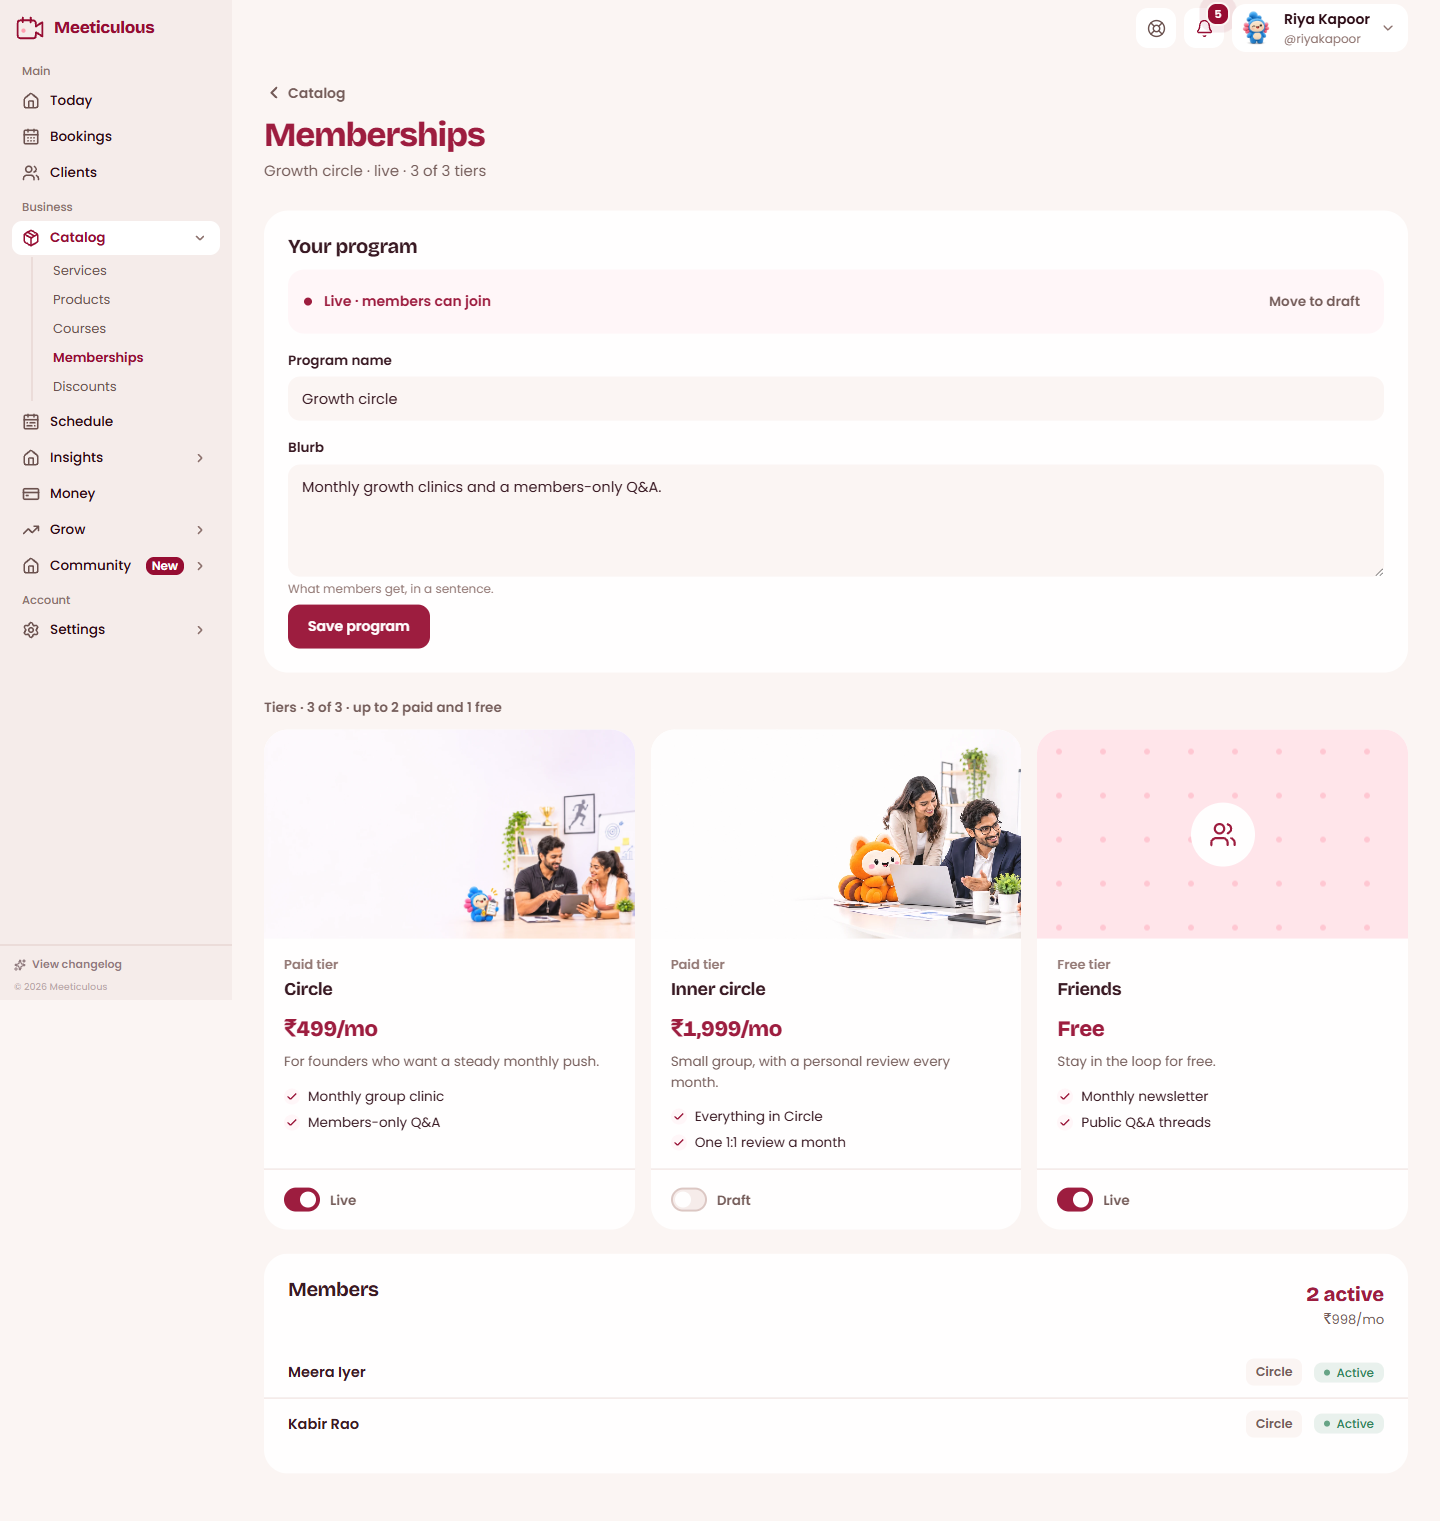 Meeticulous
5
Riya Kapoor
@riyakapoor
Main
Today
Bookings
Clients
Business
Catalog
Services
Products
Courses
Memberships
Discounts
Schedule
Insights
Money
Grow
Community New
Account
Settings
View changelog
© 2026 Meeticulous
Catalog
Memberships
Growth circle · live · 3 of 3 tiers
Your program
Live · members can join
Move to draft
Program name
Growth circle
Blurb
Monthly growth clinics and a members-only Q&A.
What members get, in a sentence.
Save program
Tiers · 3 of 3 · up to 2 paid and 1 free
Paid tier
Circle
₹499/mo
For founders who want a steady monthly push.
Monthly group clinic
Members-only Q&A
Live
Paid tier
Inner circle
₹1,999/mo
Small group, with a personal review every
month.
Everything in Circle
One 1:1 review a month
Draft
Free tier
Friends
Free
Stay in the loop for free.
Monthly newsletter
Public Q&A threads
Live
Members
2 active
₹998/mo
Meera Iyer
Circle
Active
Kabir Rao
Circle
Active